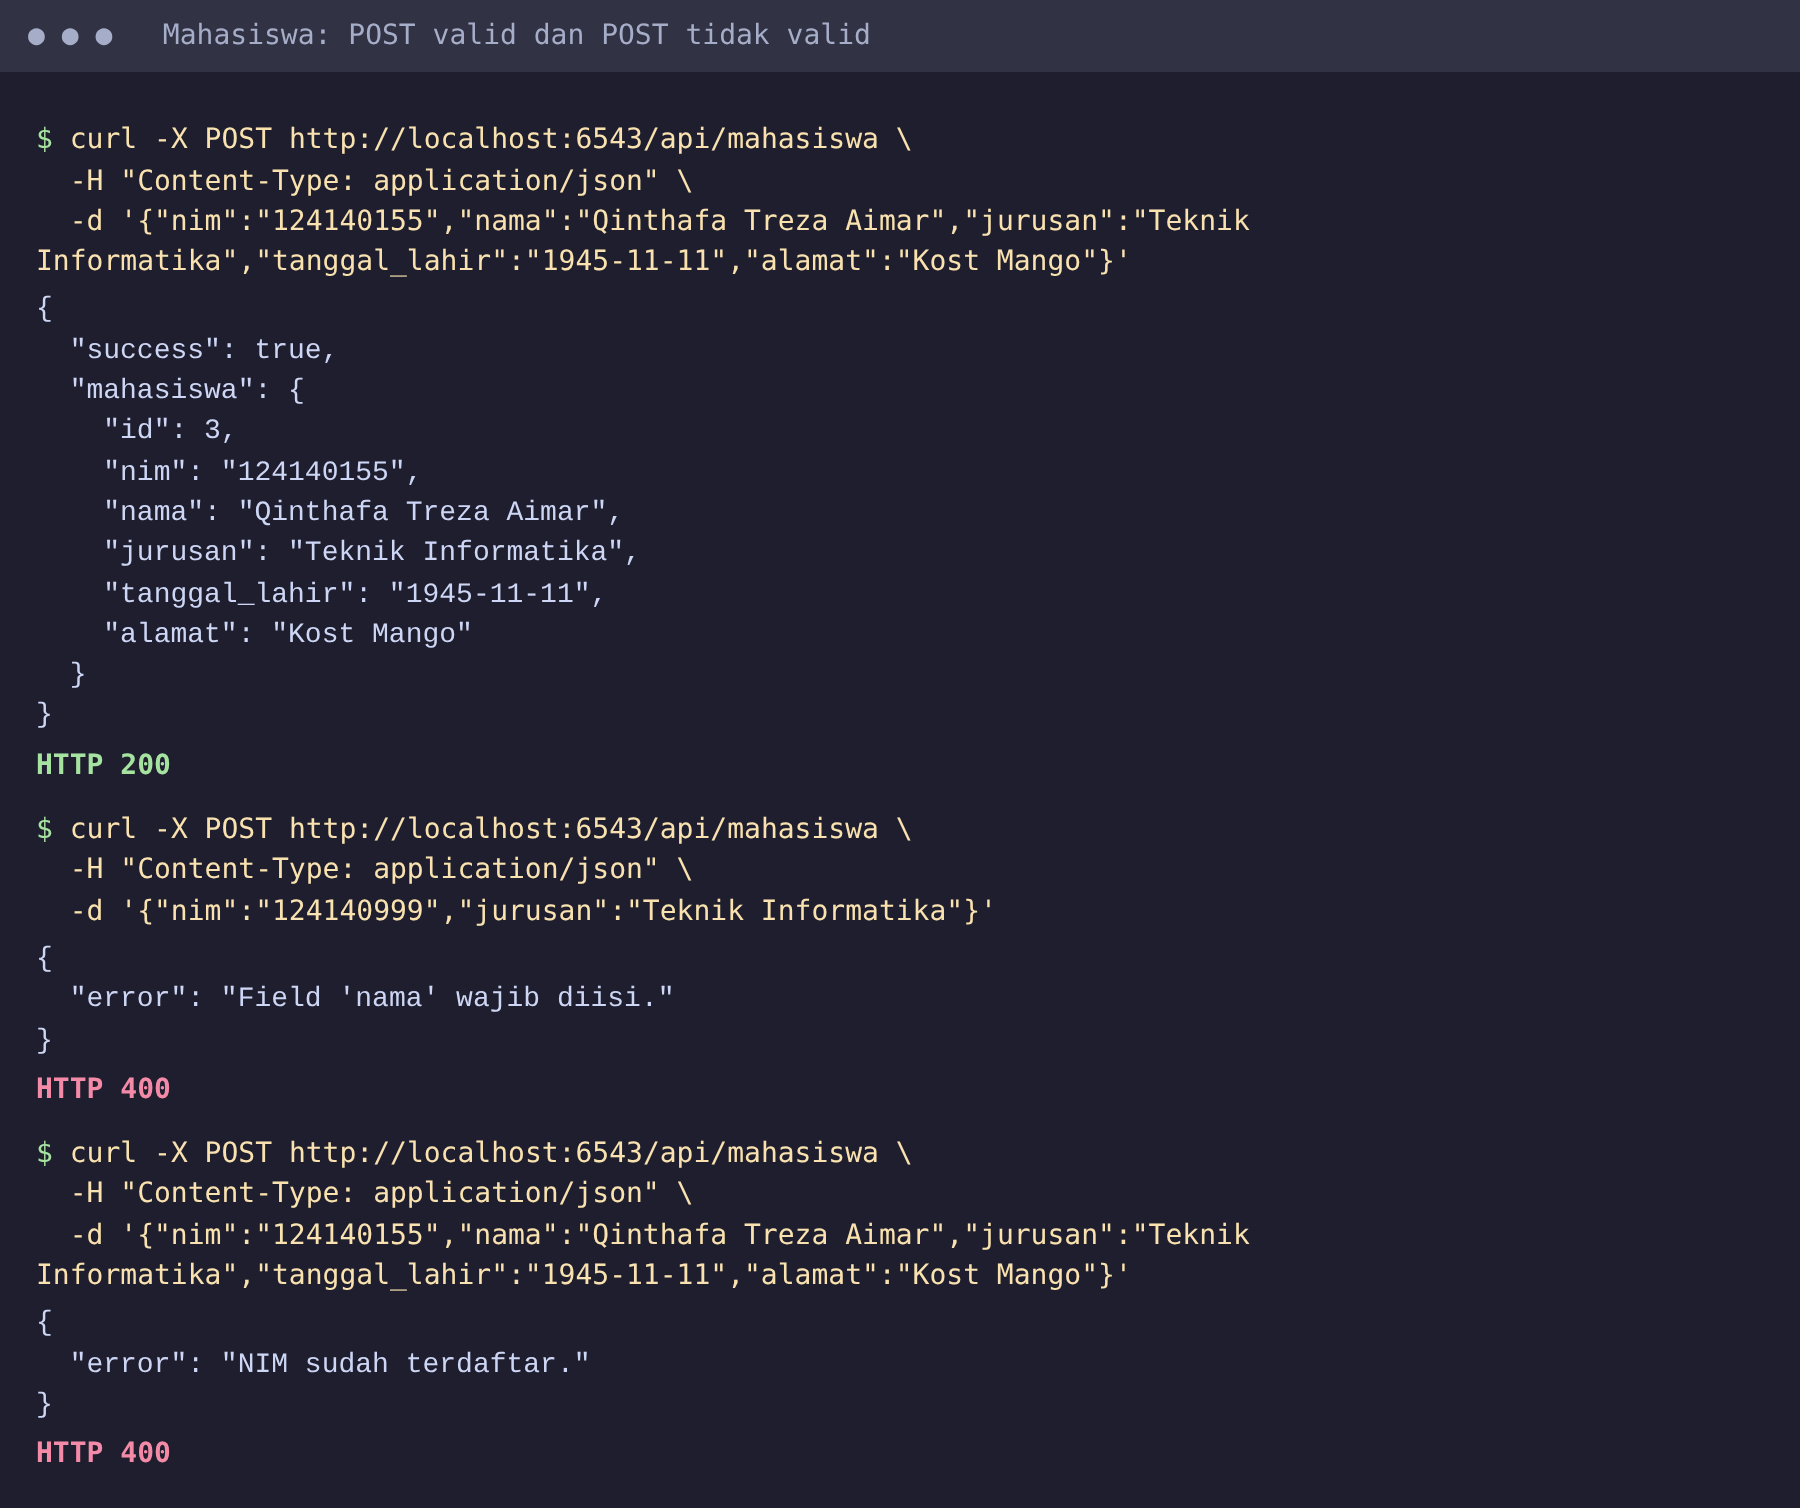 Mahasiswa: POST valid dan POST tidak valid
$ curl -X POST http://localhost:6543/api/mahasiswa \
  -H "Content-Type: application/json" \
  -d '{"nim":"124140155","nama":"Qinthafa Treza Aimar","jurusan":"Teknik
Informatika","tanggal_lahir":"1945-11-11","alamat":"Kost Mango"}'
{
  "success": true,
  "mahasiswa": {
    "id": 3,
    "nim": "124140155",
    "nama": "Qinthafa Treza Aimar",
    "jurusan": "Teknik Informatika",
    "tanggal_lahir": "1945-11-11",
    "alamat": "Kost Mango"
  }
}
HTTP 200
$ curl -X POST http://localhost:6543/api/mahasiswa \
  -H "Content-Type: application/json" \
  -d '{"nim":"124140999","jurusan":"Teknik Informatika"}'
{
  "error": "Field 'nama' wajib diisi."
}
HTTP 400
$ curl -X POST http://localhost:6543/api/mahasiswa \
  -H "Content-Type: application/json" \
  -d '{"nim":"124140155","nama":"Qinthafa Treza Aimar","jurusan":"Teknik
Informatika","tanggal_lahir":"1945-11-11","alamat":"Kost Mango"}'
{
  "error": "NIM sudah terdaftar."
}
HTTP 400